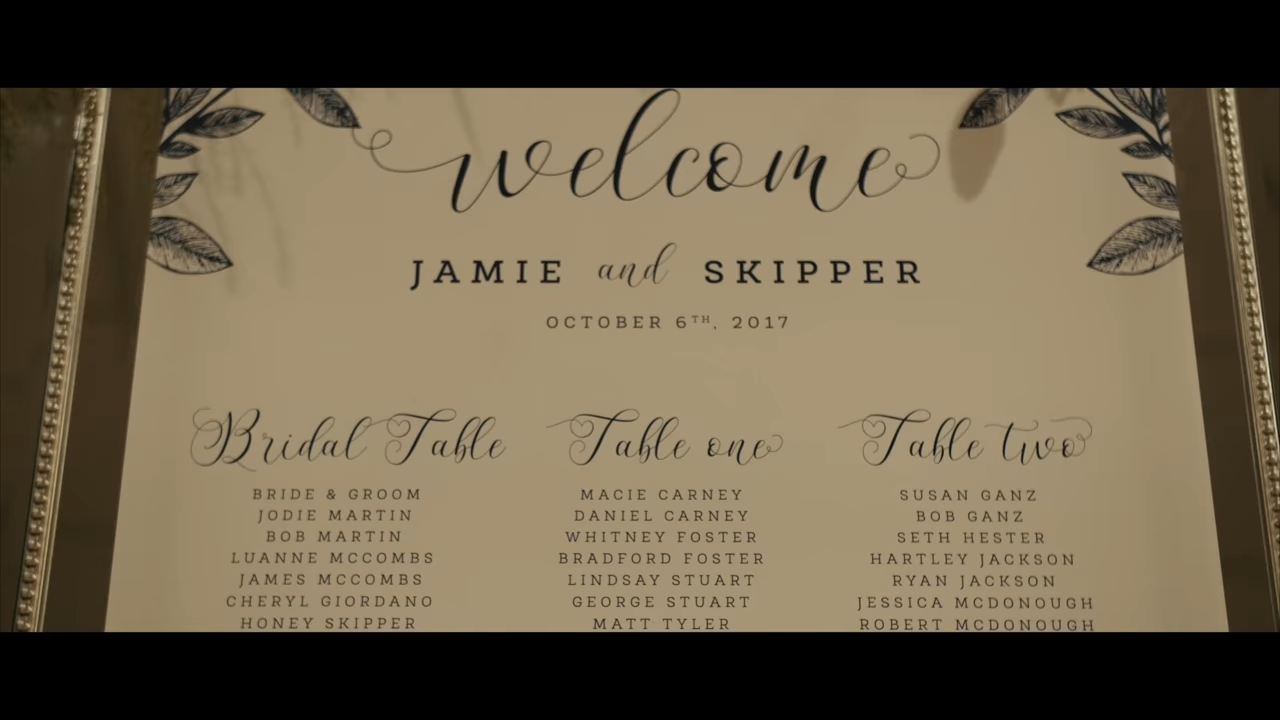 welcome
JAMIE and SKIPPER
OCTOBER 6TH, 2017
Bridal Table
BRIDE & GROOM
JODIE MARTIN
BOB MARTIN
LUANNE MCCOMBS
JAMES MCCOMBS
CHERYL GIORDANO
HONEY SKIPPER
Table one
MACIE CARNEY
DANIEL CARNEY
WHITNEY FOSTER
BRADFORD FOSTER
LINDSAY STUART
GEORGE STUART
MATT TYLER
Table two
SUSAN GANZ
BOB GANZ
SETH HESTER
HARTLEY JACKSON
RYAN JACKSON
JESSICA MCDONOUGH
ROBERT MCDONOUGH